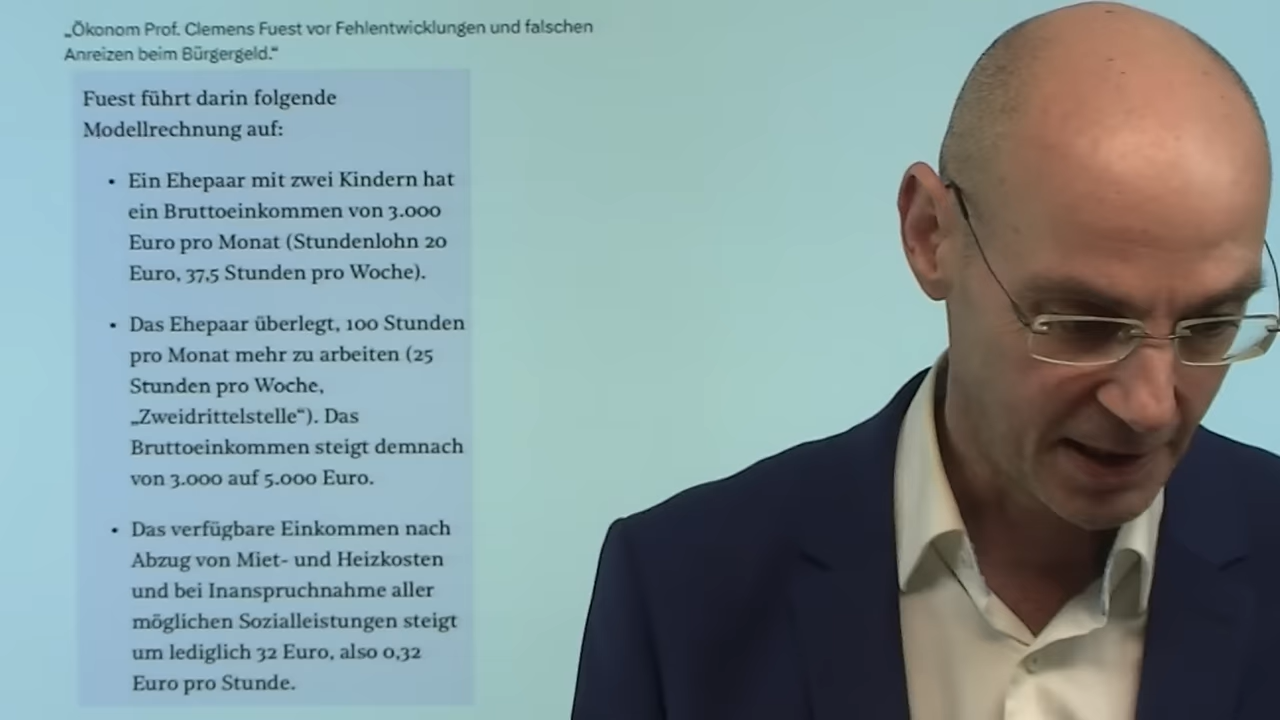 „Ökonom Prof. Clemens Fuest vor Fehlentwicklungen und falschen
Anreizen beim Bürgergeld.“
Fuest führt darin folgende
Modellrechnung auf:
• Ein Ehepaar mit zwei Kindern hat
ein Bruttoeinkommen von 3.000
Euro pro Monat (Stundenlohn 20
Euro, 37,5 Stunden pro Woche).
• Das Ehepaar überlegt, 100 Stunden
pro Monat mehr zu arbeiten (25
Stunden pro Woche,
„Zweidrittelstelle“). Das
Bruttoeinkommen steigt demnach
von 3.000 auf 5.000 Euro.
• Das verfügbare Einkommen nach
Abzug von Miet- und Heizkosten
und bei Inanspruchnahme aller
möglichen Sozialleistungen steigt
um lediglich 32 Euro, also 0,32
Euro pro Stunde.